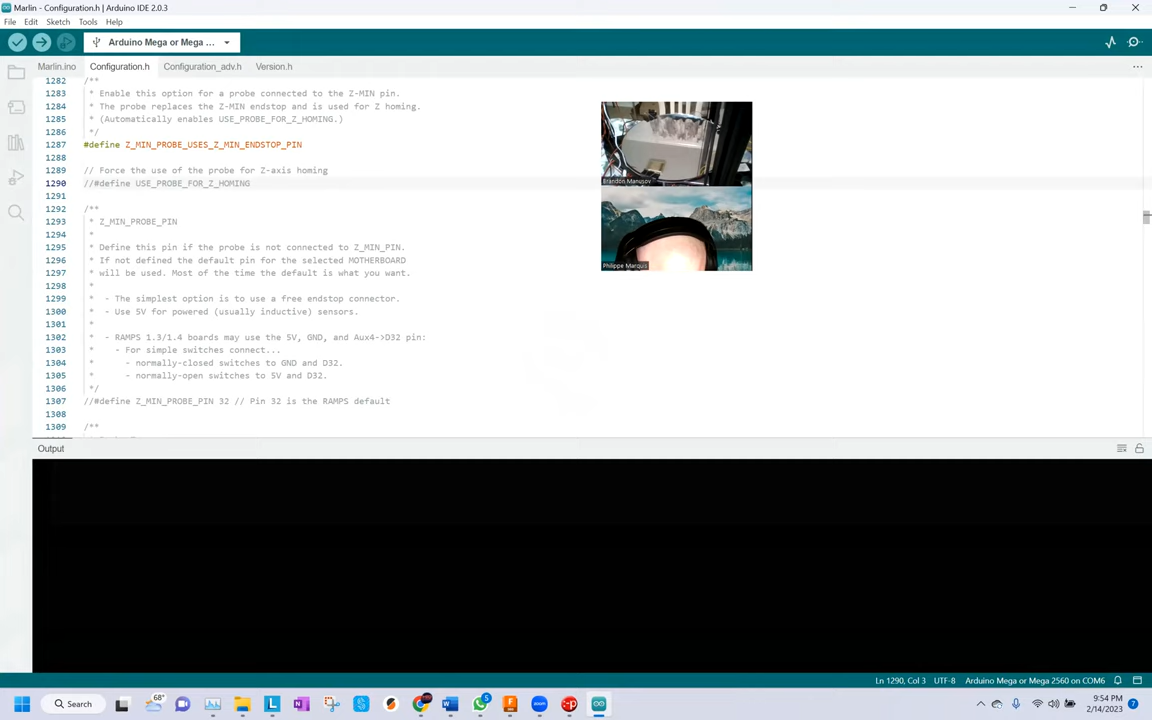 Marlin - Configuration.h | Arduino IDE 2.0.3
File Edit Sketch Tools Help
Arduino Mega or Mega ...
Marlin.ino Configuration.h Configuration_adv.h Version.h ...
1282 /**
1283 * Enable this option for a probe connected to the Z-MIN pin.
1284 * The probe replaces the Z-MIN endstop and is used for Z homing.
1285 * (Automatically enables USE_PROBE_FOR_Z_HOMING.)
1286 */
1287 #define Z_MIN_PROBE_USES_Z_MIN_ENDSTOP_PIN
1288
1289 // Force the use of the probe for Z-axis homing
1290 //#define USE_PROBE_FOR_Z_HOMING
1291
1292 /**
1293 * Z_MIN_PROBE_PIN
1294 *
1295 * Define this pin if the probe is not connected to Z_MIN_PIN.
1296 * If not defined the default pin for the selected MOTHERBOARD
1297 * will be used. Most of the time the default is what you want.
1298 *
1299 * - The simplest option is to use a free endstop connector.
1300 * - Use 5V for powered (usually inductive) sensors.
1301 *
1302 * - RAMPS 1.3/1.4 boards may use the 5V, GND, and Aux4->D32 pin:
1303 * - For simple switches connect...
1304 * - normally-closed switches to GND and D32.
1305 * - normally-open switches to 5V and D32.
1306 */
1307 //#define Z_MIN_PROBE_PIN 32 // Pin 32 is the RAMPS default
1308
1309 /**
Brandon Manusov
Philippe Marquis
Output
Ln 1290, Col 3 UTF-8 Arduino Mega or Mega 2560 on COM6
Search
68°
5
9:54 PM
2/14/2023
7